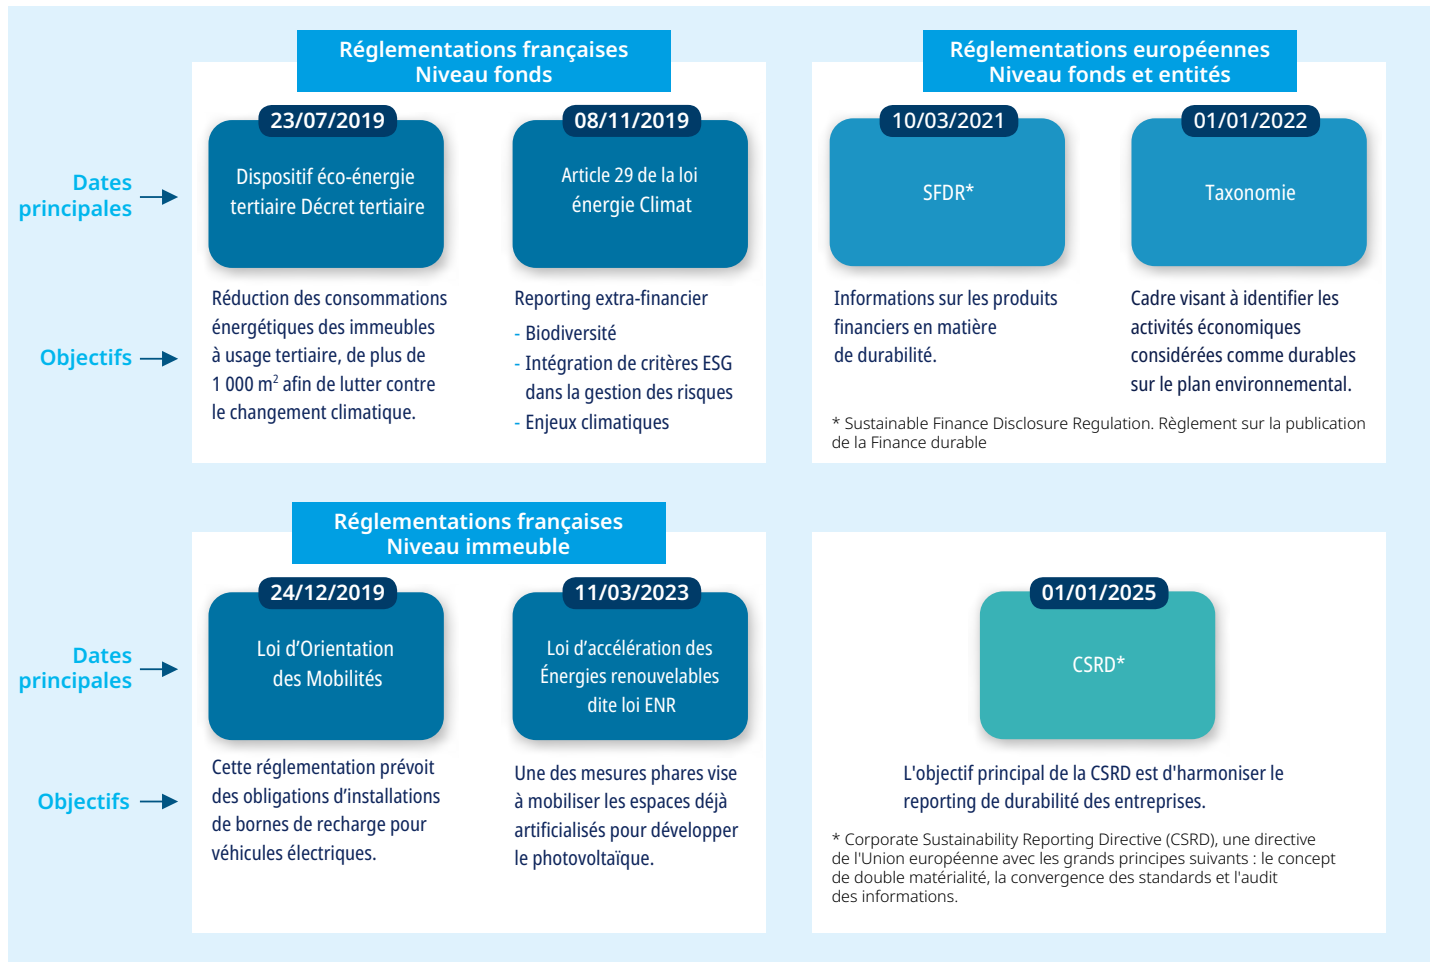 Réglementations françaises
Niveau fonds
Dates
principales
23/07/2019
Dispositif éco-énergie
tertiaire Décret tertiaire
08/11/2019
Article 29 de la loi
énergie Climat
Objectifs
Réduction des consommations
énergétiques des immeubles
à usage tertiaire, de plus de
1 000 m² afin de lutter contre
le changement climatique.
Reporting extra-financier
- Biodiversité
- Intégration de critères ESG
dans la gestion des risques
- Enjeux climatiques
Réglementations européennes
Niveau fonds et entités
10/03/2021
SFDR*
01/01/2022
Taxonomie
Informations sur les produits
financiers en matière
de durabilité.
Cadre visant à identifier les
activités économiques
considérées comme durables
sur le plan environnemental.
* Sustainable Finance Disclosure Regulation. Règlement sur la publication
de la Finance durable
Réglementations françaises
Niveau immeuble
Dates
principales
24/12/2019
Loi d’Orientation
des Mobilités
11/03/2023
Loi d’accélération des
Énergies renouvelables
dite loi ENR
Objectifs
Cette réglementation prévoit
des obligations d’installations
de bornes de recharge pour
véhicules électriques.
Une des mesures phares vise
à mobiliser les espaces déjà
artificialisés pour développer
le photovoltaïque.
01/01/2025
CSRD*
L'objectif principal de la CSRD est d'harmoniser le
reporting de durabilité des entreprises.
* Corporate Sustainability Reporting Directive (CSRD), une directive
de l'Union européenne avec les grands principes suivants : le concept
de double matérialité, la convergence des standards et l'audit
des informations.